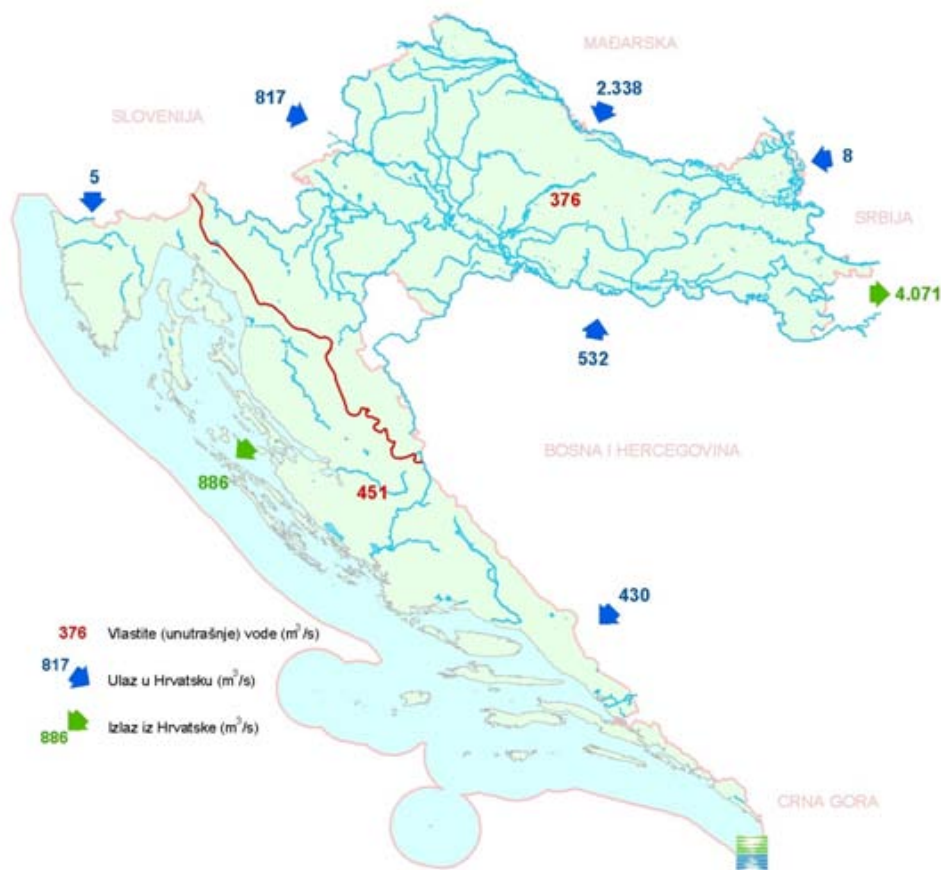 MAĐARSKA
2.338
817
SLOVENIJA
8
5
376
SRBIJA
4.071
532
BOSNA I HERCEGOVINA
886
451
430
376 Vlastite (unutrašnje) vode (m³/s)
817 Ulaz u Hrvatsku (m³/s)
886 Izlaz iz Hrvatske (m³/s)
CRNA GORA